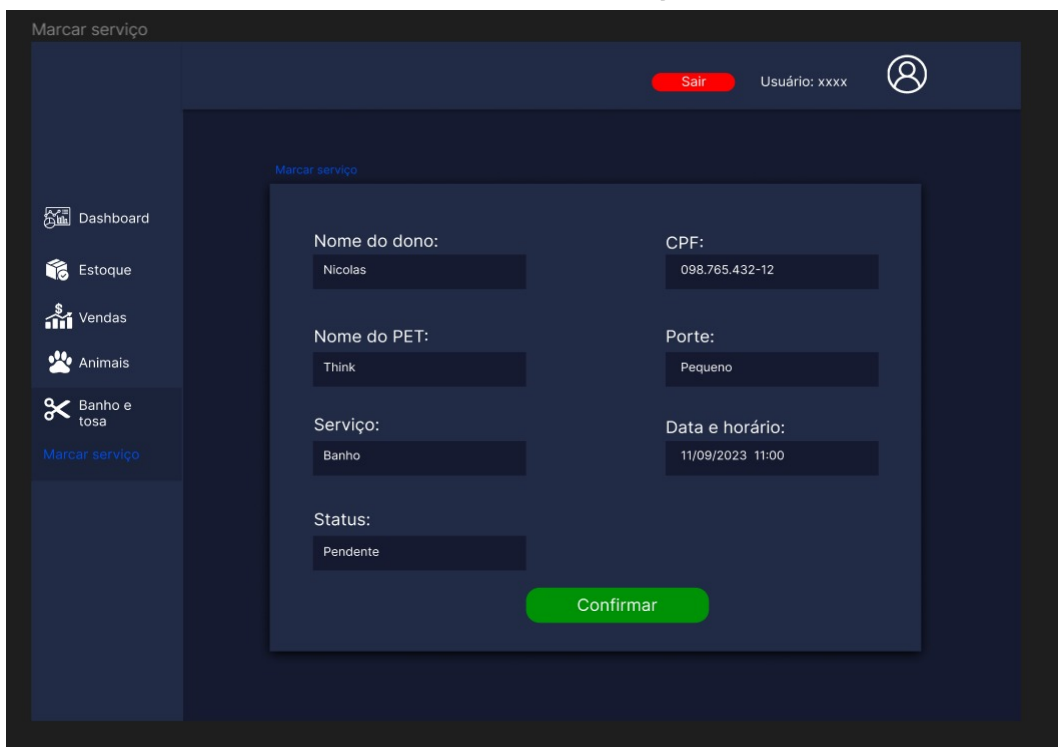 Marcar serviço
Sair
Usuário: xxxx
Dashboard
Estoque
Vendas
Animais
Banho e
tosa
Marcar serviço
Marcar serviço
Nome do dono:
Nicolas
CPF:
098.765.432-12
Nome do PET:
Think
Porte:
Pequeno
Serviço:
Banho
Data e horário:
11/09/2023 11:00
Status:
Pendente
Confirmar